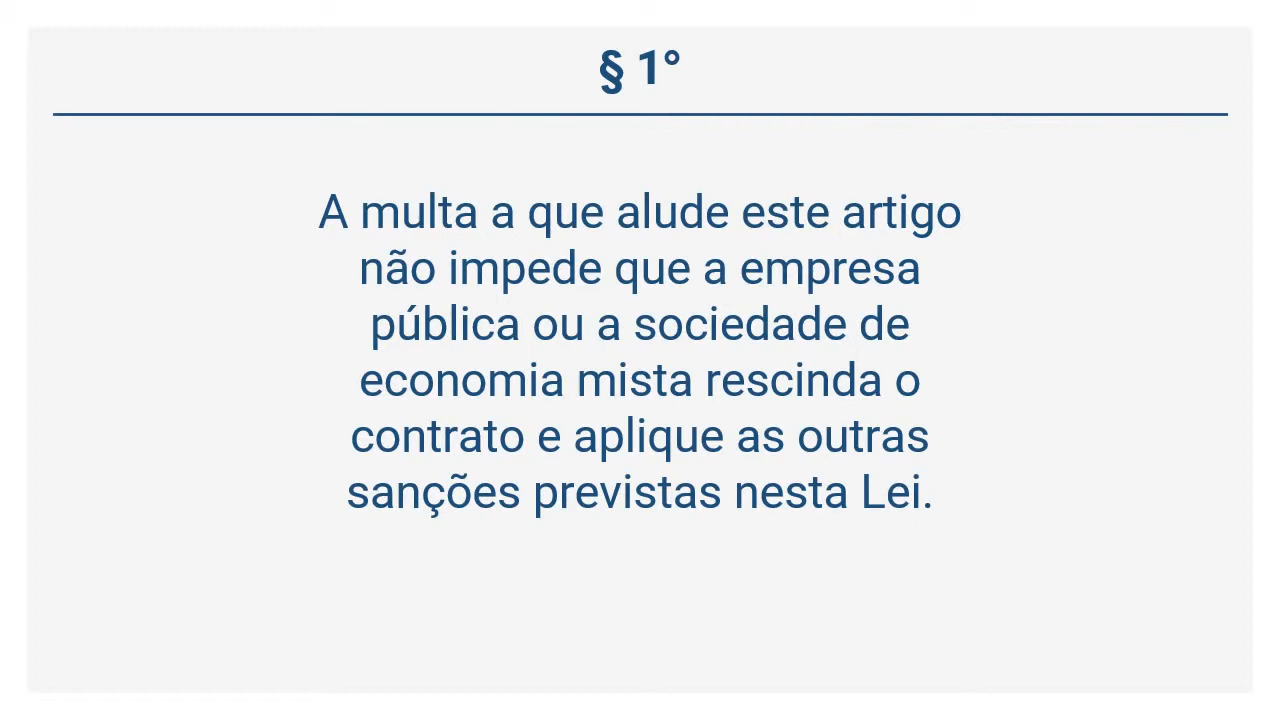 § 1°
A multa a que alude este artigo
não impede que a empresa
pública ou a sociedade de
economia mista rescinda o
contrato e aplique as outras
sanções previstas nesta Lei.